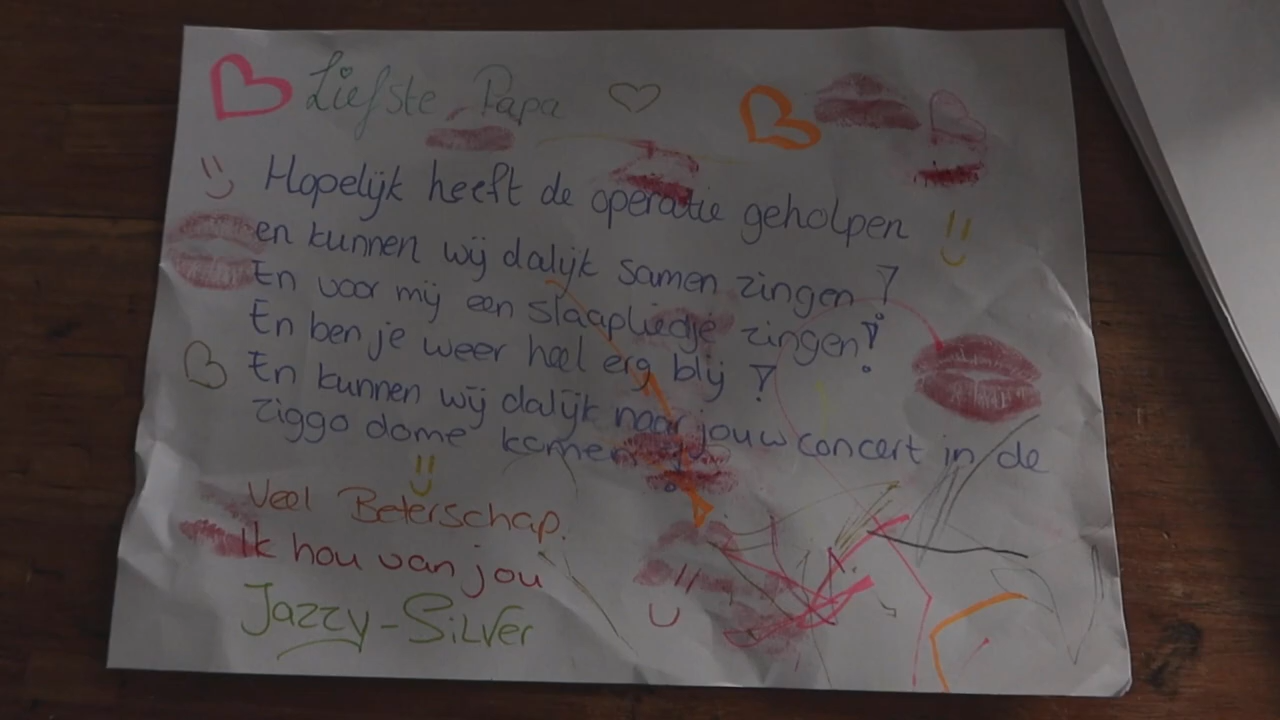 Liefste Papa
Hopelijk heeft de operatie geholpen
en kunnen wij dalijk samen zingen?
En voor mij een slaapliedje zingen?
En ben je weer heel erg blij?
En kunnen wij dalijk naar jouw concert in de
ziggo dome komen?
Veel Beterschap.
Ik hou van jou
Jazzy-Silver